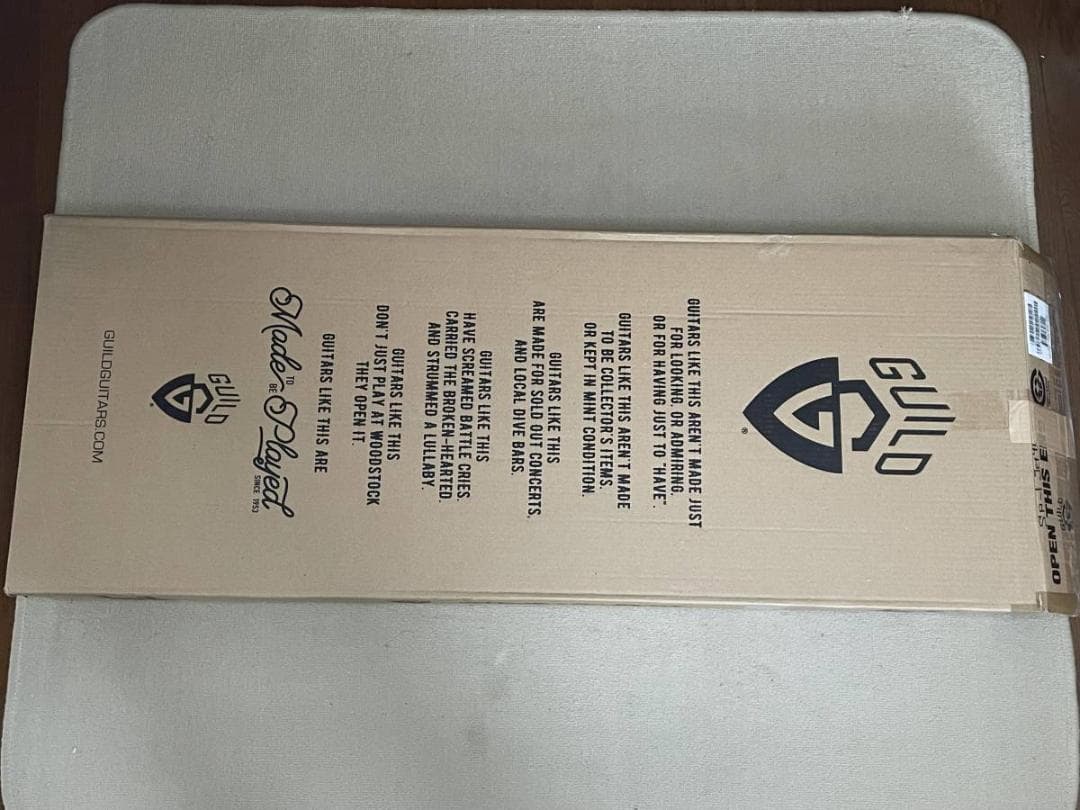 GUILD
GUITARS LIKE THIS AREN'T MADE JUST
FOR LOOKING, OR ADMIRING,
OR FOR HAVING JUST TO "HAVE".
GUITARS LIKE THIS AREN'T MADE
TO BE COLLECTOR'S ITEMS,
OR KEPT IN MINT CONDITION.
GUITARS LIKE THIS
ARE MADE FOR SOLD OUT CONCERTS,
AND LOCAL DIVE BARS.
GUITARS LIKE THIS
HAVE SCREAMED BATTLE CRIES,
CARRIED THE BROKEN-HEARTED,
AND STRUMMED A LULLABY.
GUITARS LIKE THIS
DON'T JUST PLAY AT WOODSTOCK
THEY OPEN IT.
GUITARS LIKE THIS ARE
Made TO BE Played
SINCE 1953
GUILD
GUILDGUITARS.COM
OPEN THIS E